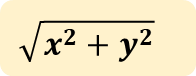 √(x² + y²)